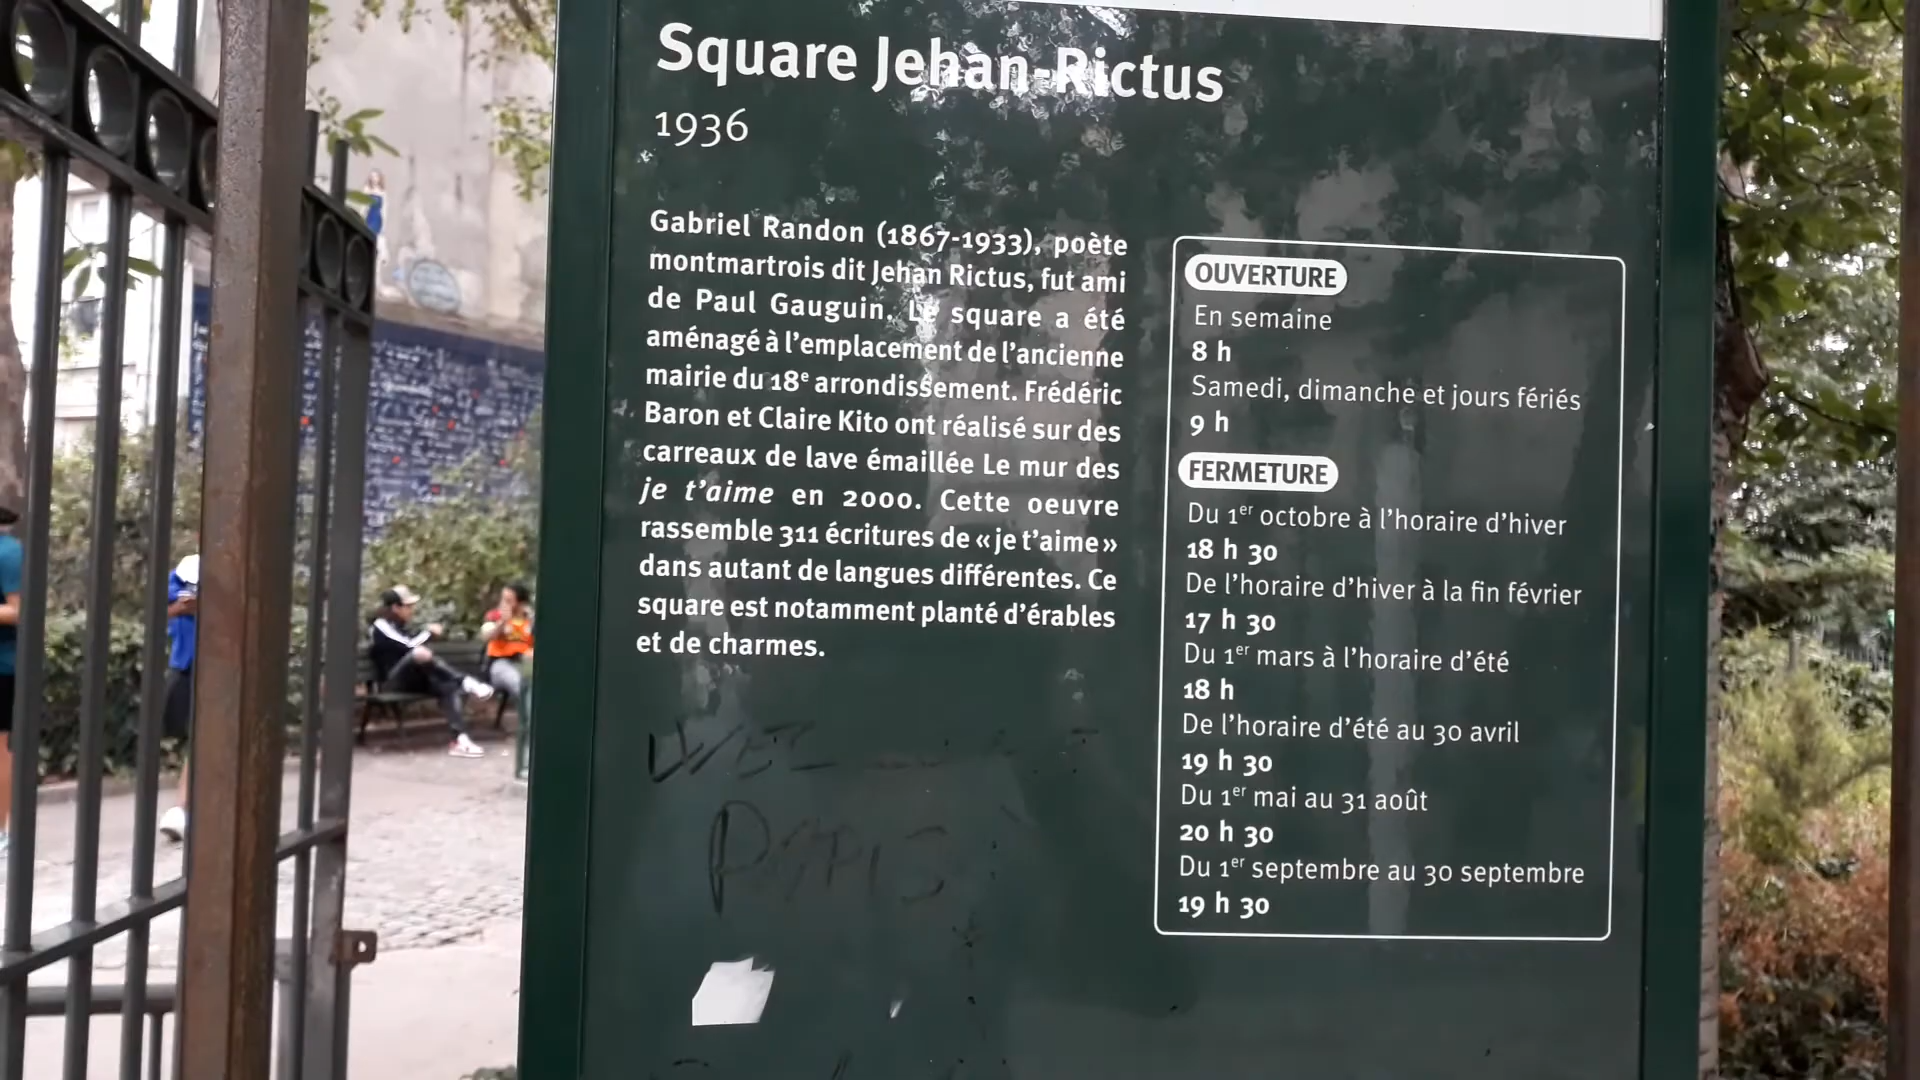 Square Jehan-Rictus
1936
Gabriel Randon (1867-1933), poète
montmartrois dit Jehan Rictus, fut ami
de Paul Gauguin. Le square a été
aménagé à l'emplacement de l'ancienne
mairie du 18e arrondissement. Frédéric
Baron et Claire Kito ont réalisé sur des
carreaux de lave émaillée Le mur des
je t'aime en 2000. Cette oeuvre
rassemble 311 écritures de «je t'aime»
dans autant de langues différentes. Ce
square est notamment planté d'érables
et de charmes.
OUVERTURE
En semaine
8 h
Samedi, dimanche et jours fériés
9 h
FERMETURE
Du 1er octobre à l'horaire d'hiver
18 h 30
De l'horaire d'hiver à la fin février
17 h 30
Du 1er mars à l'horaire d'été
18 h
De l'horaire d'été au 30 avril
19 h 30
Du 1er mai au 31 août
20 h 30
Du 1er septembre au 30 septembre
19 h 30